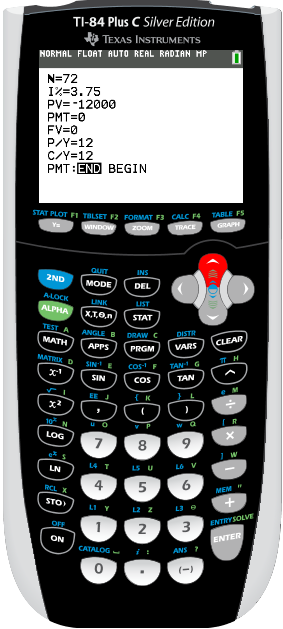 TI-84 Plus C Silver Edition
TEXAS INSTRUMENTS
NORMAL FLOAT AUTO REAL RADIAN MP
N=72
I%=3.75
PV=-12000
PMT=0
FV=0
P/Y=12
C/Y=12
PMT:END BEGIN
STAT PLOT F1 TBLSET F2 FORMAT F3 CALC F4 TABLE F5
Y= WINDOW ZOOM TRACE GRAPH
QUIT INS
2ND MODE DEL
A-LOCK LINK LIST
ALPHA X,T,θ,n STAT
TEST A ANGLE B DRAW C DISTR
MATH APPS PRGM VARS CLEAR
MATRIX D SIN⁻¹ E COS⁻¹ F TAN⁻¹ G π H
x⁻¹ SIN COS TAN ^
√ I EE J { K } L e M
x² , ( ) ÷
10ˣ N u O v P w Q [ R
LOG 7 8 9 ×
eˣ S L4 T L5 U L6 V ] W
LN 4 5 6 −
RCL X L1 Y L2 Z L3 θ MEM "
STO› 1 2 3 +
OFF CATALOG ⎵ i : ANS ? ENTRY SOLVE
ON 0 . (−) ENTER